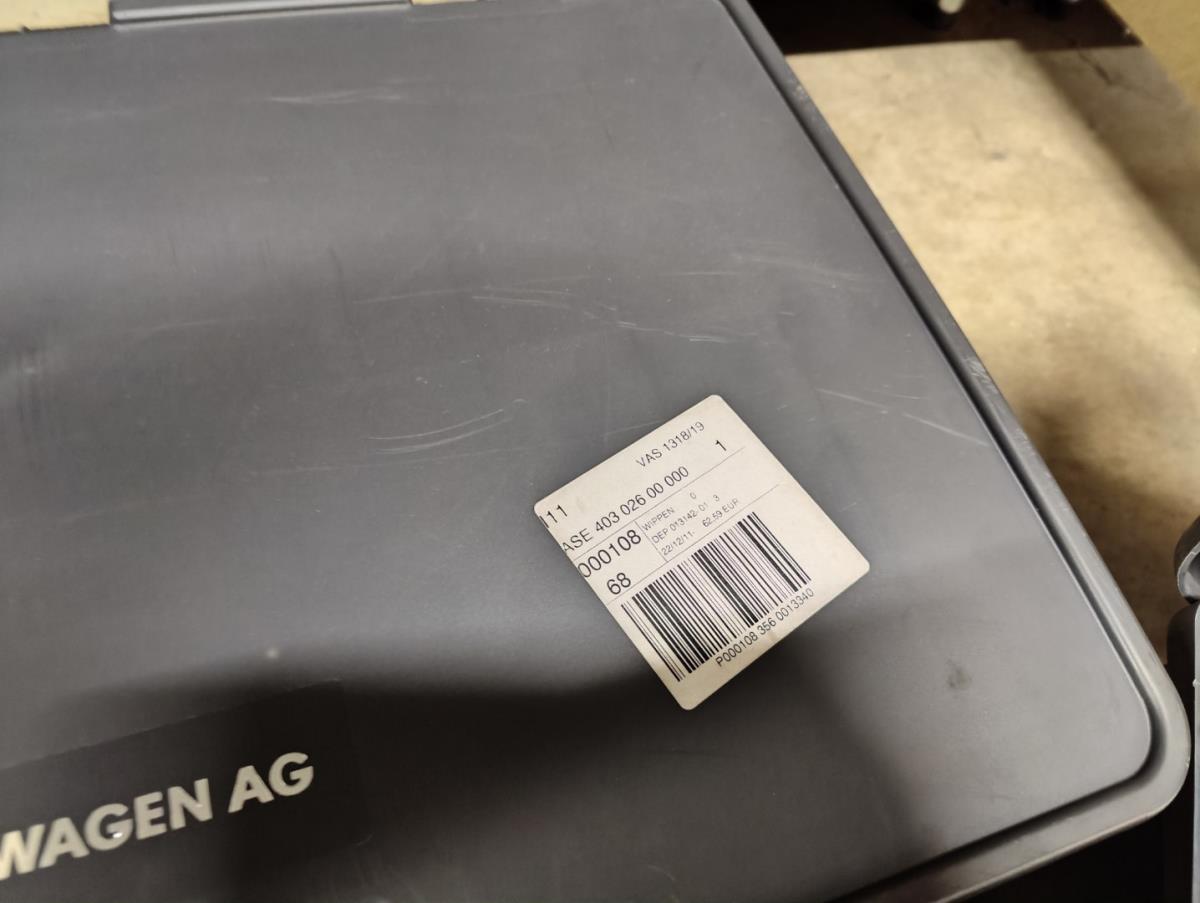 VAS 1318/19
111
ASE 403 026 00 000 1
000108
68
WIPPEN 0
DEP 013142- 01 3
22/12/11- 62,59 EUR
P000108 356 0013340
WAGEN AG